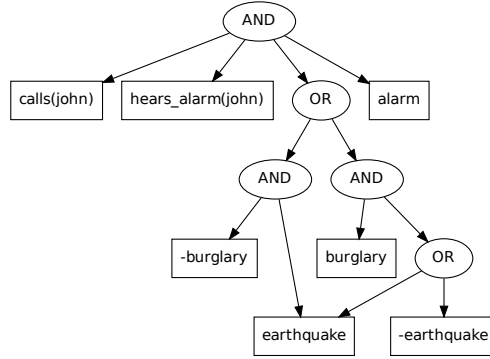 AND
calls(john)
hears_alarm(john)
OR
alarm
AND
AND
-burglary
burglary
OR
earthquake
-earthquake